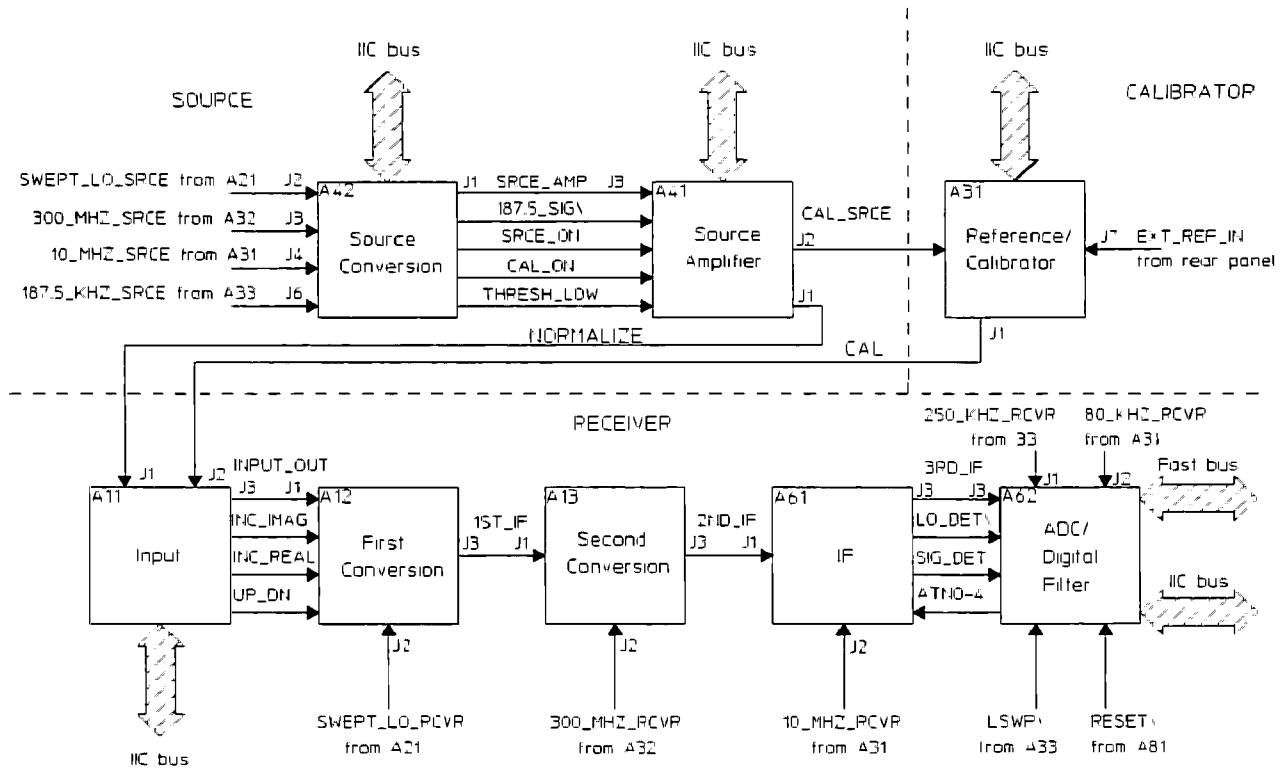 IIC bus
IIC bus
IIC bus
SOURCE
CALIBRATOR
SWEPT_LO_SRCE from A21 J2
300_MHZ_SRCE from A32 J3
10_MHZ_SRCE from A31 J4
187.5_KHZ_SRCE from A33 J6
A42
Source
Conversion
J1 SRCE_AMP J3
187.5_SIG\
SRCE_ON
CAL_ON
THRESH_LOW
A41
Source
Amplifier
CAL_SRCE
J2
J1
A31
Reference/
Calibrator
J7 EXT_REF_IN
from rear panel
J1
NORMALIZE
CAL
RECEIVER
250_KHZ_RCVR
from 33
80_KHZ_RCVR
from A31
J1
J2
A11
Input
INPUT_OUT
J3 J1
INC_IMAG
INC_REAL
UP_DN
A12
First
Conversion
1ST_IF
J3 J1
A13
Second
Conversion
2ND_IF
J3 J1
A61
IF
3RD_IF
J3 J3
LO_DET\
SIG_DET
ATN0-4
J1
J2
A62
ADC/
Digital
Filter
Fast bus
IIC bus
J2
J2
J2
SWEPT_LO_RCVR
from A21
300_MHZ_RCVR
from A32
10_MHZ_RCVR
from A31
LSWP\
from A33
RESET\
from A81
IIC bus